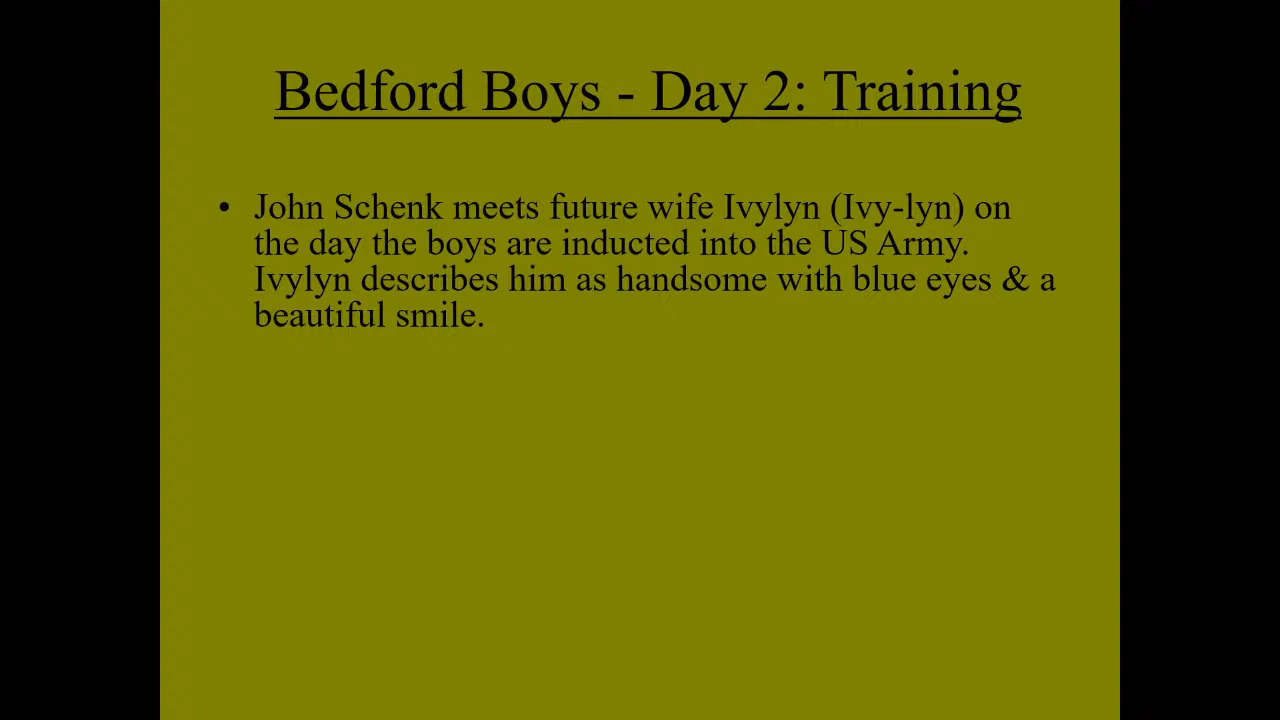 Bedford Boys - Day 2: Training
• John Schenk meets future wife Ivylyn (Ivy-lyn) on
the day the boys are inducted into the US Army.
Ivylyn describes him as handsome with blue eyes & a
beautiful smile.